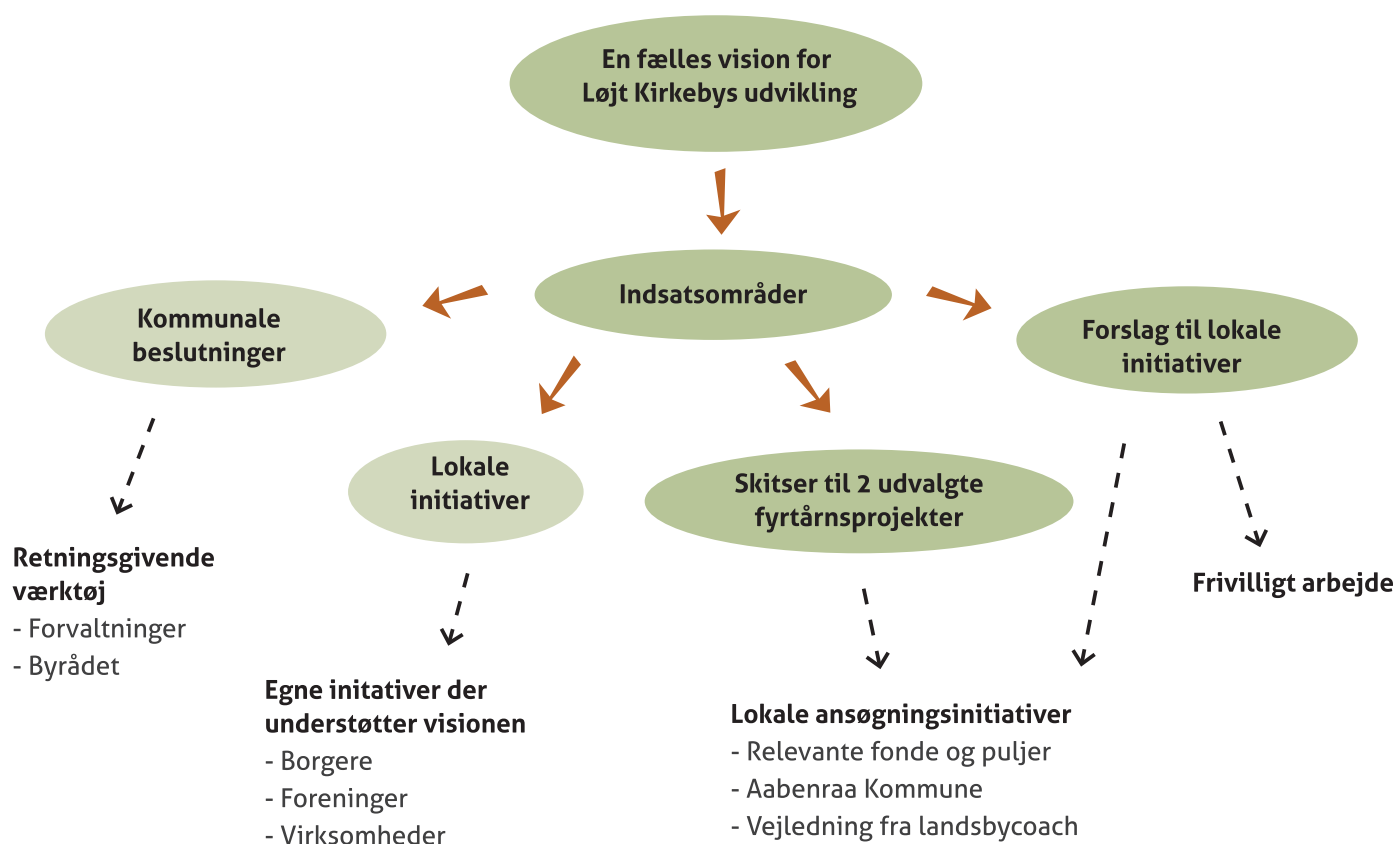 En fælles vision for
Løjt Kirkebys udvikling
Indsatsområder
Kommunale
beslutninger
Forslag til lokale
initiativer
Lokale
initiativer
Skitser til 2 udvalgte
fyrtårnsprojekter
Retningsgivende
værktøj
- Forvaltninger
- Byrådet
Frivilligt arbejde
Egne initativer der
understøtter visionen
- Borgere
- Foreninger
- Virksomheder
Lokale ansøgningsinitiativer
- Relevante fonde og puljer
- Aabenraa Kommune
- Vejledning fra landsbycoach